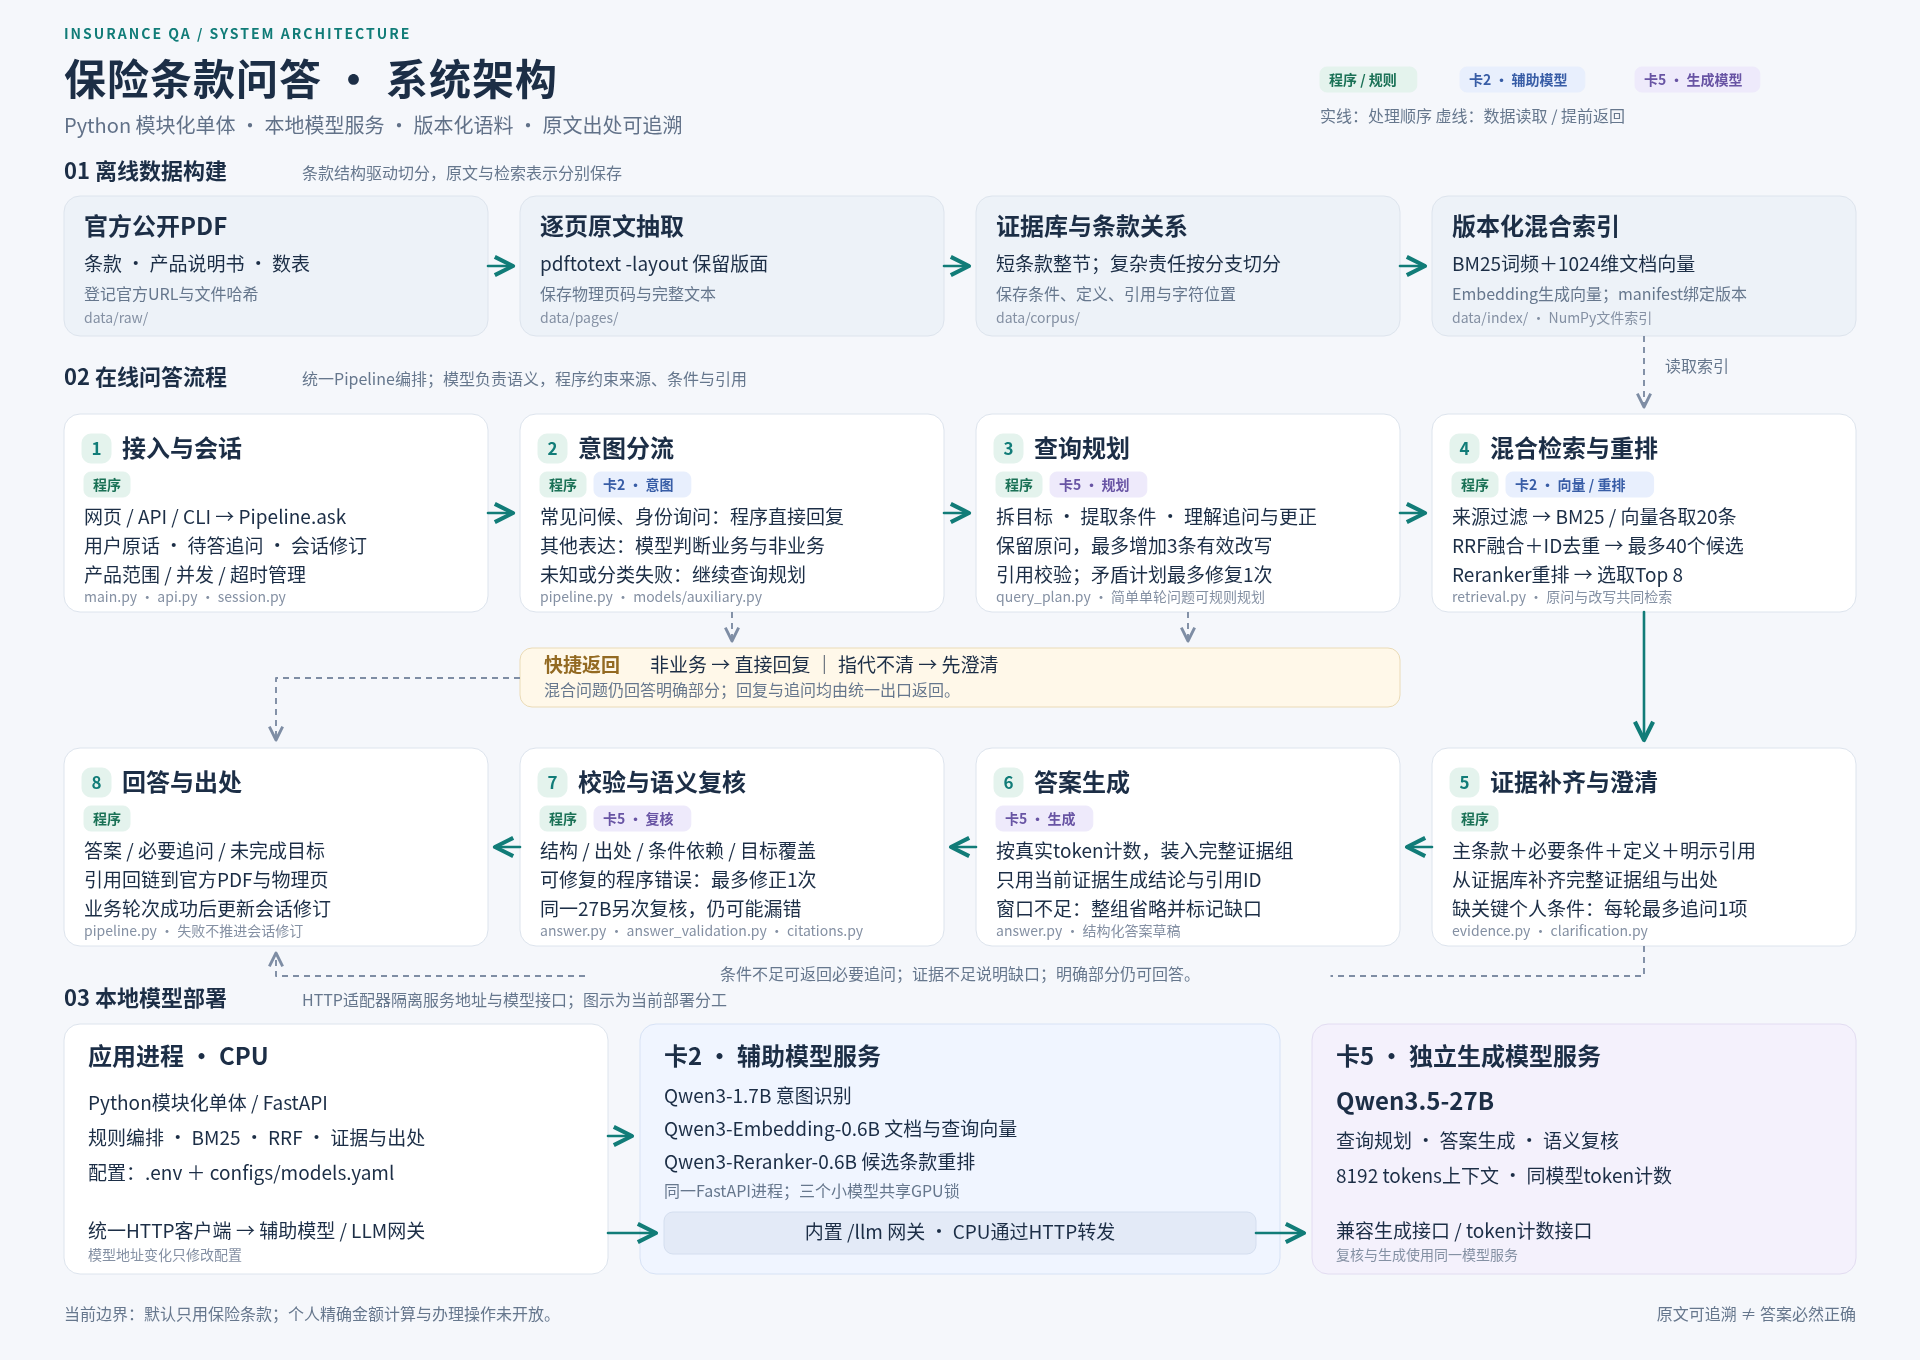 INSURANCE QA / SYSTEM ARCHITECTURE
保险条款问答 · 系统架构
Python 模块化单体 · 本地模型服务 · 版本化语料 · 原文出处可追溯
程序 / 规则
卡2 · 辅助模型
卡5 · 生成模型
实线：处理顺序 虚线：数据读取 / 提前返回
01 离线数据构建
条款结构驱动切分，原文与检索表示分别保存
官方公开PDF
条款 · 产品说明书 · 数表
登记官方URL与文件哈希
data/raw/
逐页原文抽取
pdftotext -layout 保留版面
保存物理页码与完整文本
data/pages/
证据库与条款关系
短条款整节；复杂责任按分支切分
保存条件、定义、引用与字符位置
data/corpus/
版本化混合索引
BM25词频＋1024维文档向量
Embedding生成向量；manifest绑定版本
data/index/ · NumPy文件索引
读取索引
02 在线问答流程
统一Pipeline编排；模型负责语义，程序约束来源、条件与引用
1 接入与会话
程序
网页 / API / CLI → Pipeline.ask
用户原话 · 待答追问 · 会话修订
产品范围 / 并发 / 超时管理
main.py · api.py · session.py
2 意图分流
程序 卡2 · 意图
常见问候、身份询问：程序直接回复
其他表达：模型判断业务与非业务
未知或分类失败：继续查询规划
pipeline.py · models/auxiliary.py
3 查询规划
程序 卡5 · 规划
拆目标 · 提取条件 · 理解追问与更正
保留原问，最多增加3条有效改写
引用校验；矛盾计划最多修复1次
query_plan.py · 简单单轮问题可规则规划
4 混合检索与重排
程序 卡2 · 向量 / 重排
来源过滤 → BM25 / 向量各取20条
RRF融合＋ID去重 → 最多40个候选
Reranker重排 → 选取Top 8
retrieval.py · 原问与改写共同检索
快捷返回 非业务 → 直接回复 ｜ 指代不清 → 先澄清
混合问题仍回答明确部分；回复与追问均由统一出口返回。
8 回答与出处
程序
答案 / 必要追问 / 未完成目标
引用回链到官方PDF与物理页
业务轮次成功后更新会话修订
pipeline.py · 失败不推进会话修订
7 校验与语义复核
程序 卡5 · 复核
结构 / 出处 / 条件依赖 / 目标覆盖
可修复的程序错误：最多修正1次
同一27B另次复核，仍可能漏错
answer.py · answer_validation.py · citations.py
6 答案生成
卡5 · 生成
按真实token计数，装入完整证据组
只用当前证据生成结论与引用ID
窗口不足：整组省略并标记缺口
answer.py · 结构化答案草稿
5 证据补齐与澄清
程序
主条款＋必要条件＋定义＋明示引用
从证据库补齐完整证据组与出处
缺关键个人条件：每轮最多追问1项
evidence.py · clarification.py
条件不足可返回必要追问；证据不足说明缺口；明确部分仍可回答。
03 本地模型部署
HTTP适配器隔离服务地址与模型接口；图示为当前部署分工
应用进程 · CPU
Python模块化单体 / FastAPI
规则编排 · BM25 · RRF · 证据与出处
配置：.env ＋ configs/models.yaml
统一HTTP客户端 → 辅助模型 / LLM网关
模型地址变化只修改配置
卡2 · 辅助模型服务
Qwen3-1.7B 意图识别
Qwen3-Embedding-0.6B 文档与查询向量
Qwen3-Reranker-0.6B 候选条款重排
同一FastAPI进程；三个小模型共享GPU锁
内置 /llm 网关 · CPU通过HTTP转发
卡5 · 独立生成模型服务
Qwen3.5-27B
查询规划 · 答案生成 · 语义复核
8192 tokens上下文 · 同模型token计数
兼容生成接口 / token计数接口
复核与生成使用同一模型服务
当前边界：默认只用保险条款；个人精确金额计算与办理操作未开放。
原文可追溯 ≠ 答案必然正确